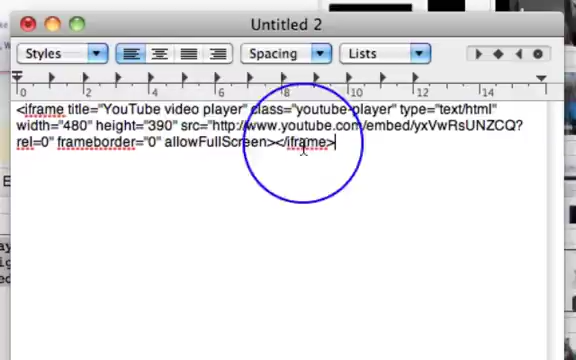 Untitled 2
Styles Spacing Lists
0 2 4 6 8 10 12 14
<iframe title="YouTube video player" class="youtube-player" type="text/html"
width="480" height="390" src="http://www.youtube.com/embed/yxVwRsUNZCQ?
rel=0" frameborder="0" allowFullScreen></iframe>